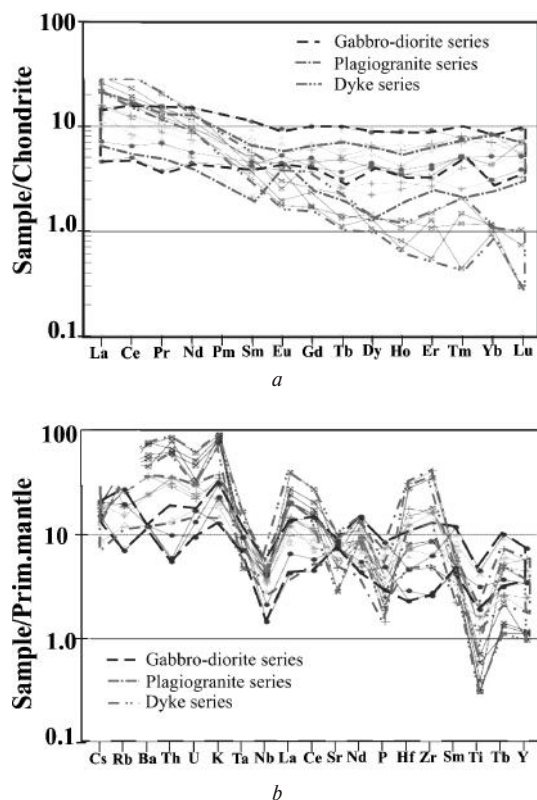 100
Gabbro-diorite series
Plagiogranite series
Dyke series
10
1.0
0.1
Sample/Chondrite
La Ce Pr Nd Pm Sm Eu Gd Tb Dy Ho Er Tm Yb Lu
a
100
10
1.0
Gabbro-diorite series
Plagiogranite series
Dyke series
0.1
Sample/Prim.mantle
Cs Rb Ba Th U K Ta Nb La Ce Sr Nd P Hf Zr Sm Ti Tb Y
b